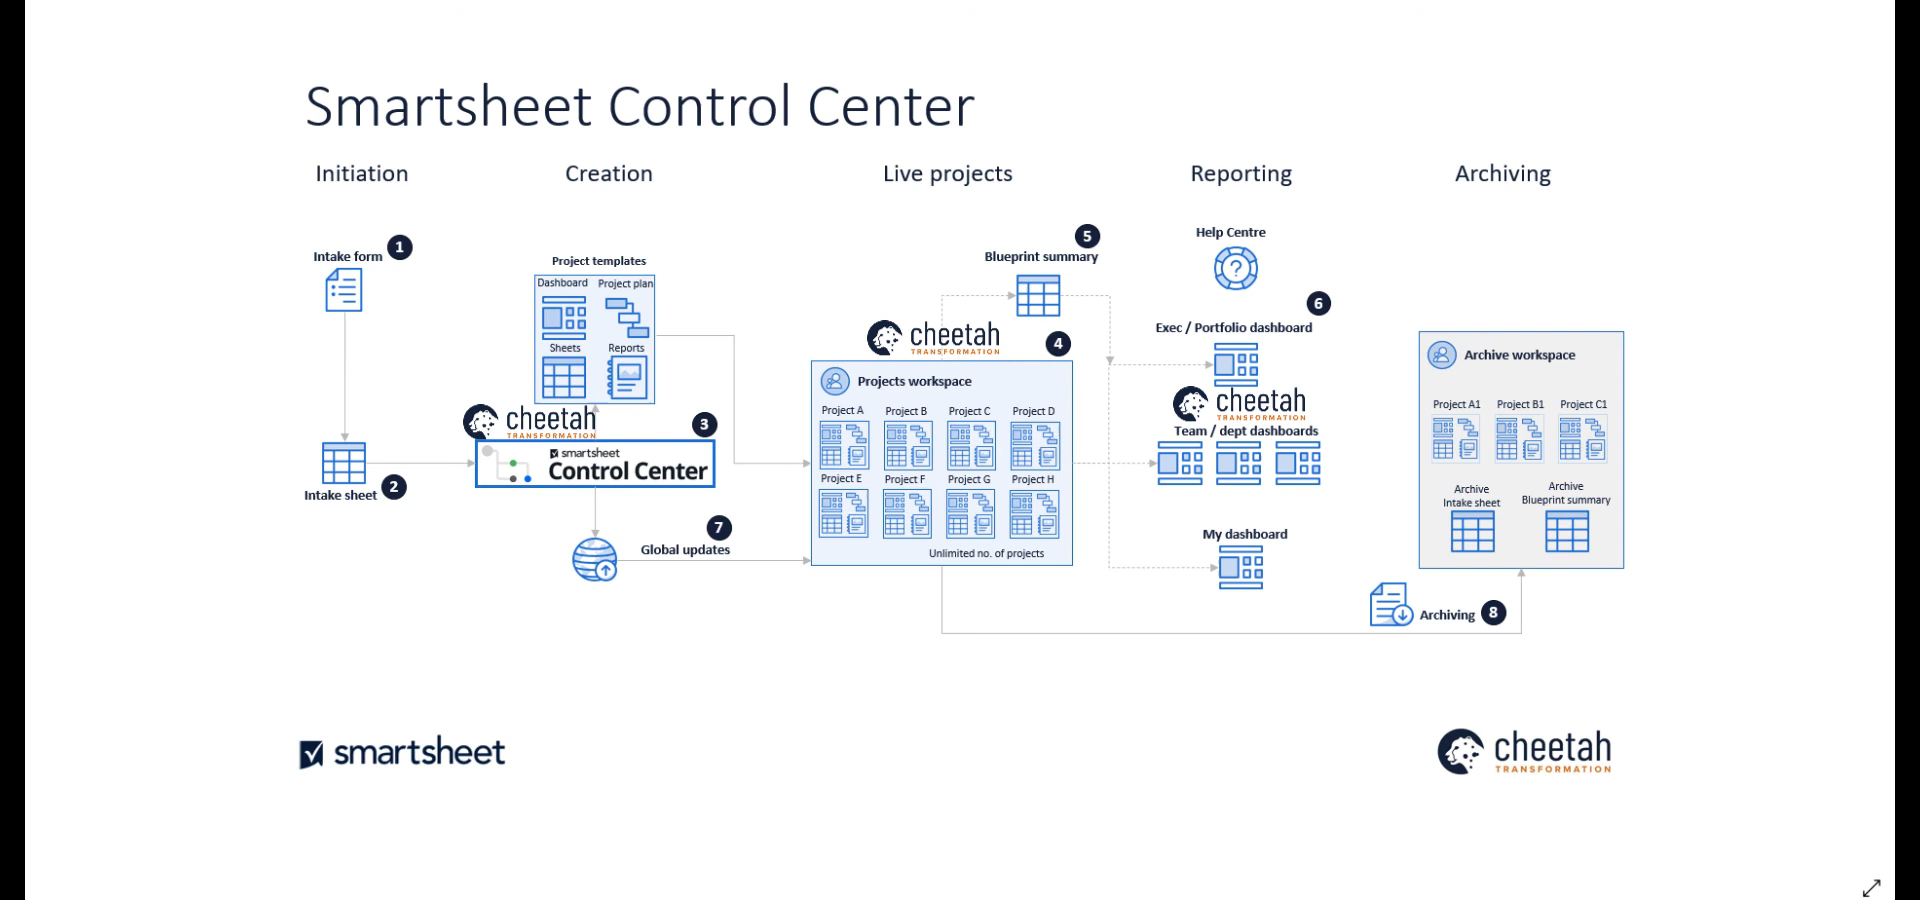 Smartsheet Control Center
Initiation
Creation
Live projects
Reporting
Archiving
Intake form
1
Intake sheet
2
Project templates
Dashboard
Project plan
Sheets
Reports
cheetah
TRANSFORMATION
3
smartsheet
Control Center
7
Global updates
5
Blueprint summary
cheetah
TRANSFORMATION
4
Projects workspace
Project A
Project B
Project C
Project D
Project E
Project F
Project G
Project H
Unlimited no. of projects
Help Centre
?
6
Exec / Portfolio dashboard
cheetah
TRANSFORMATION
Team / dept dashboards
My dashboard
Archive workspace
Project A1
Project B1
Project C1
Archive
Intake sheet
Archive
Blueprint summary
Archiving
8
smartsheet
cheetah
TRANSFORMATION